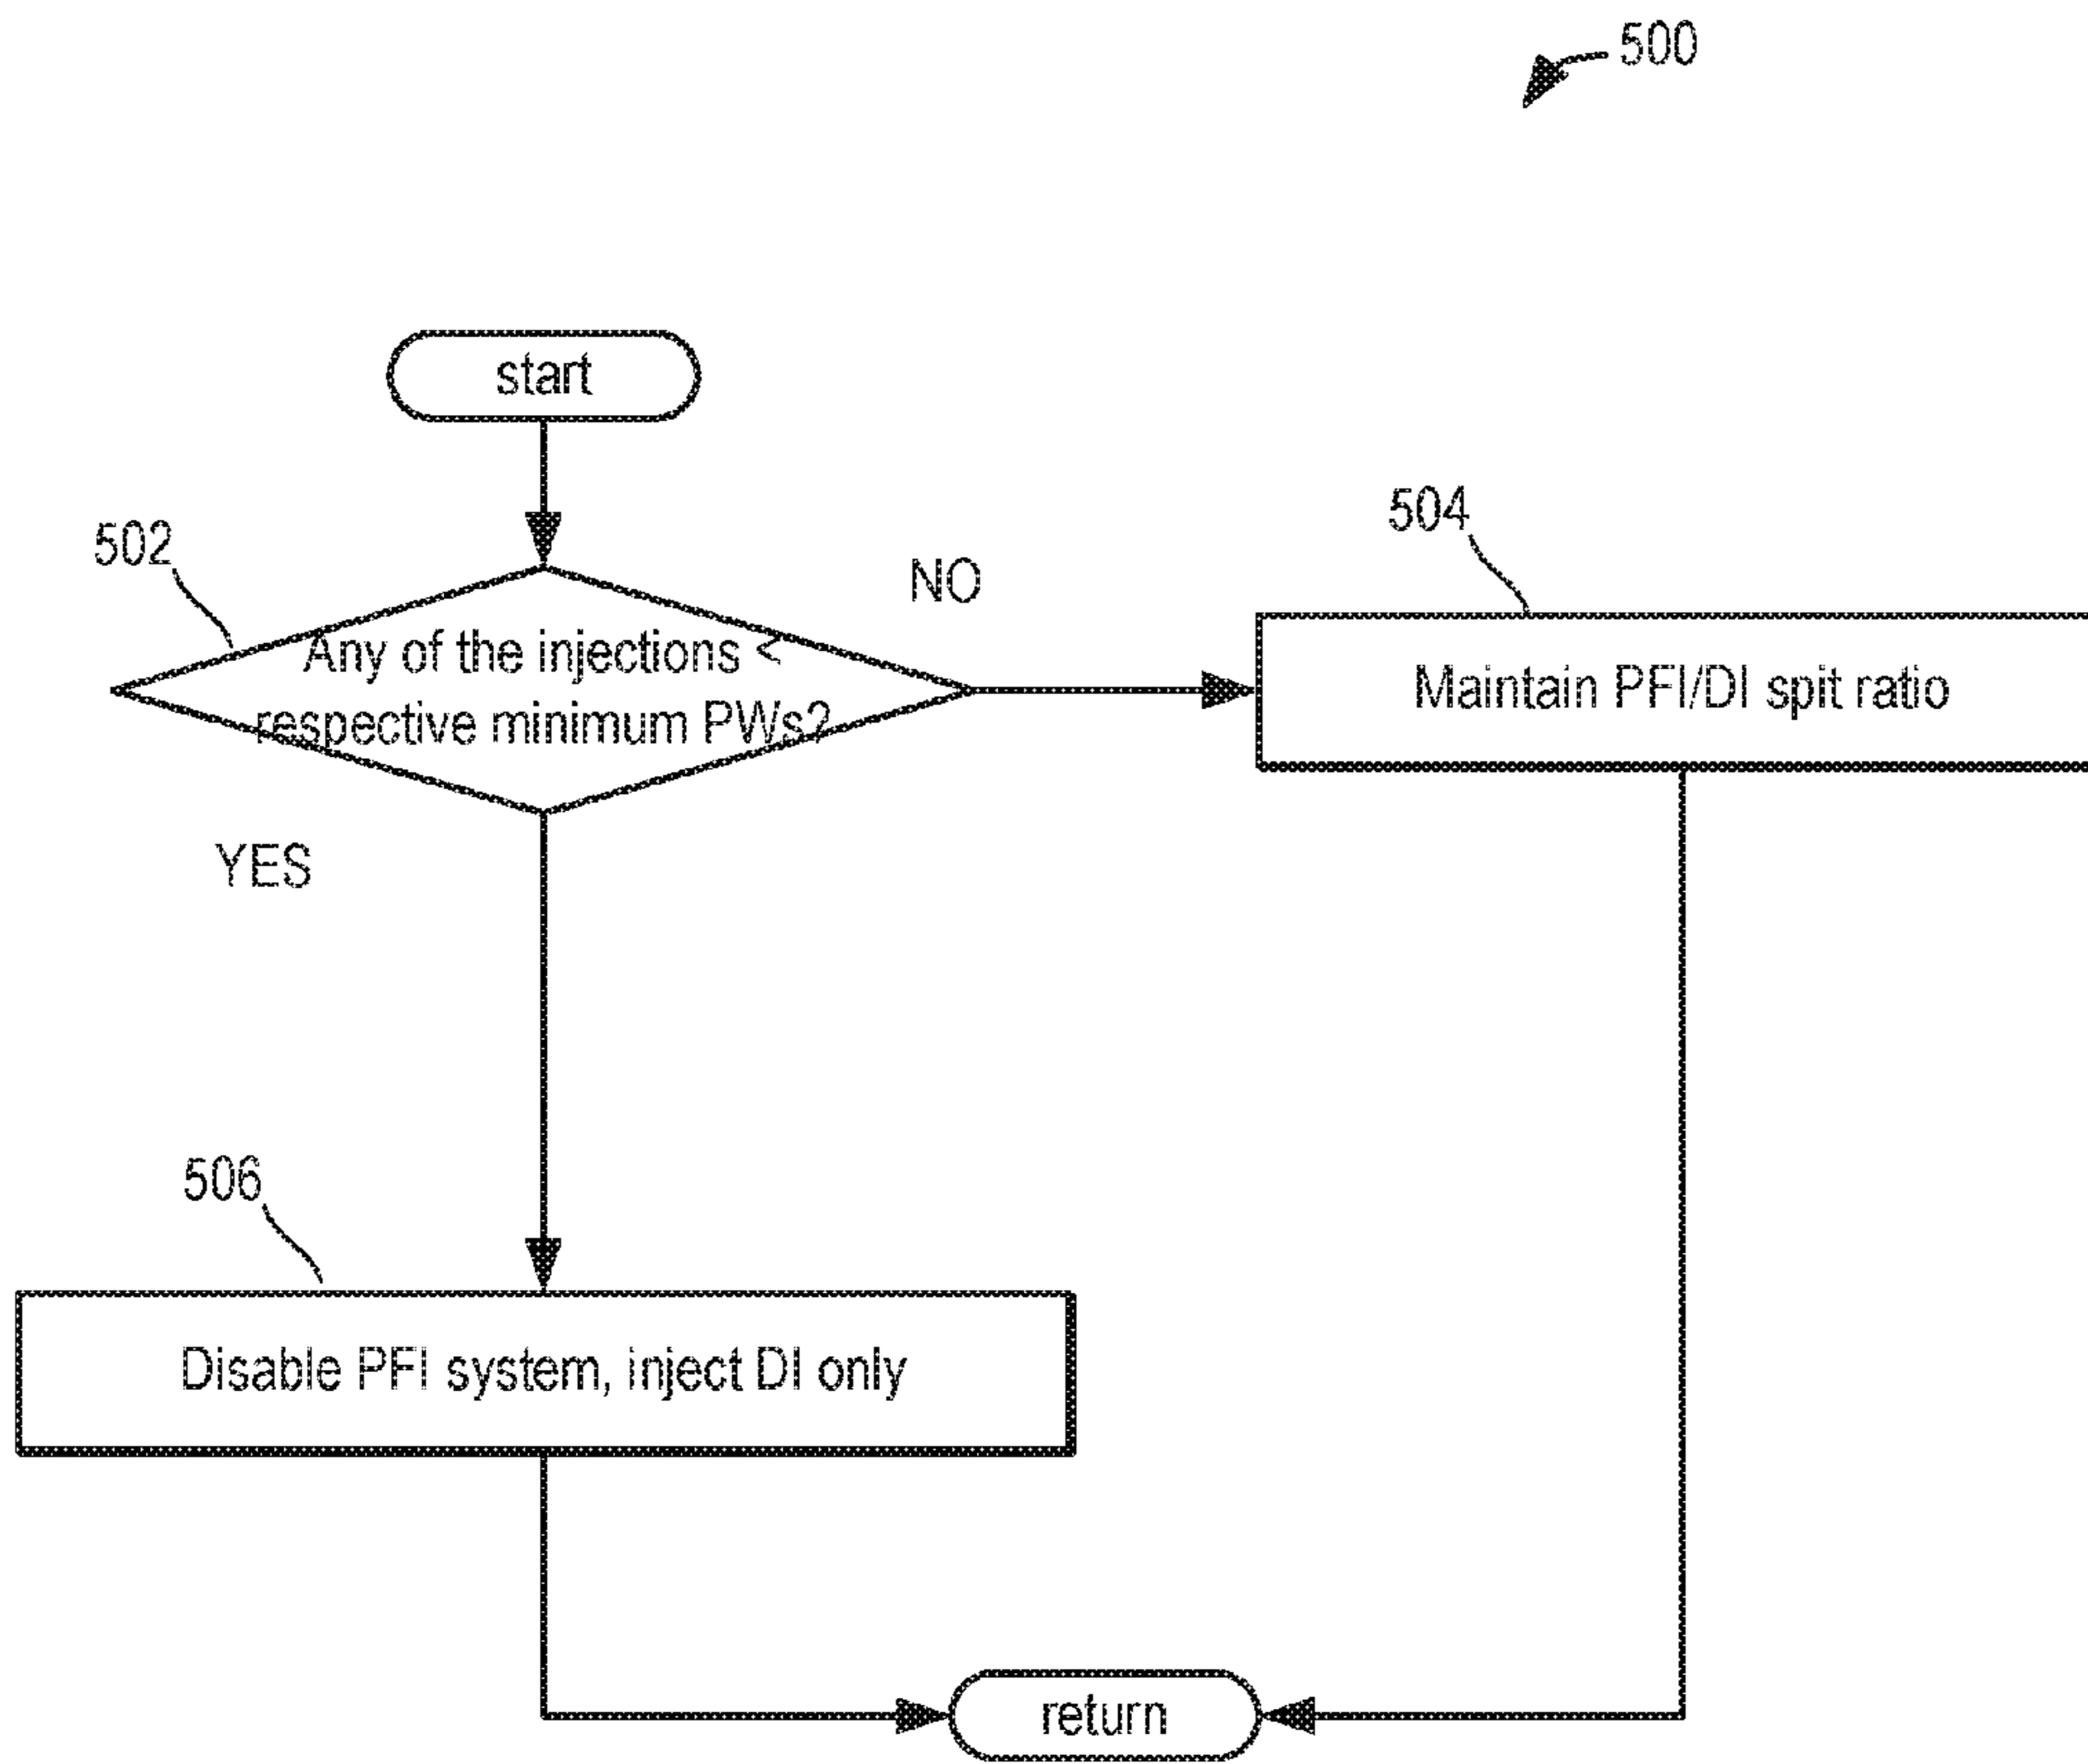 500
start
502
NO
504
Any of the injections <
respective minimum PWs?
Maintain PFI/DI spit ratio
YES
506
Disable PFI system, inject DI only
return